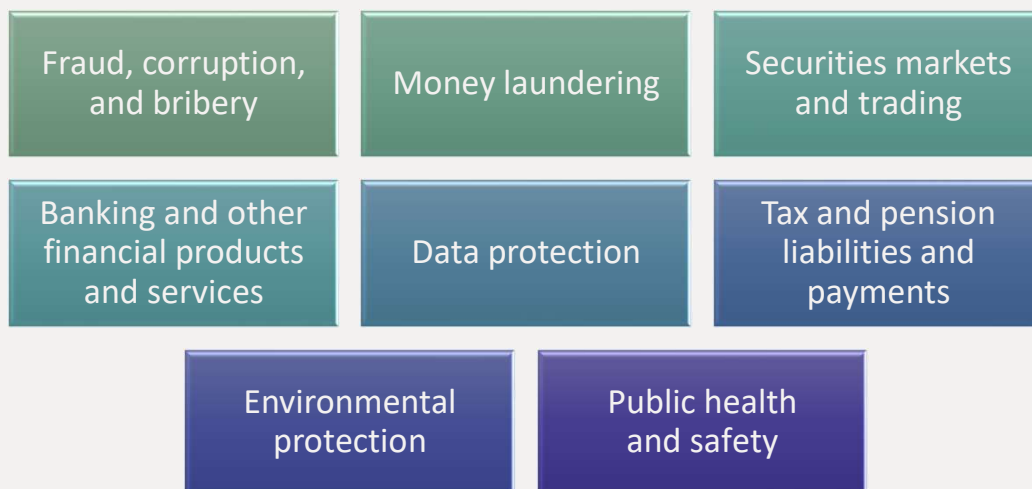 Fraud, corruption,
and bribery
Money laundering
Securities markets
and trading
Banking and other
financial products
and services
Data protection
Tax and pension
liabilities and
payments
Environmental
protection
Public health
and safety